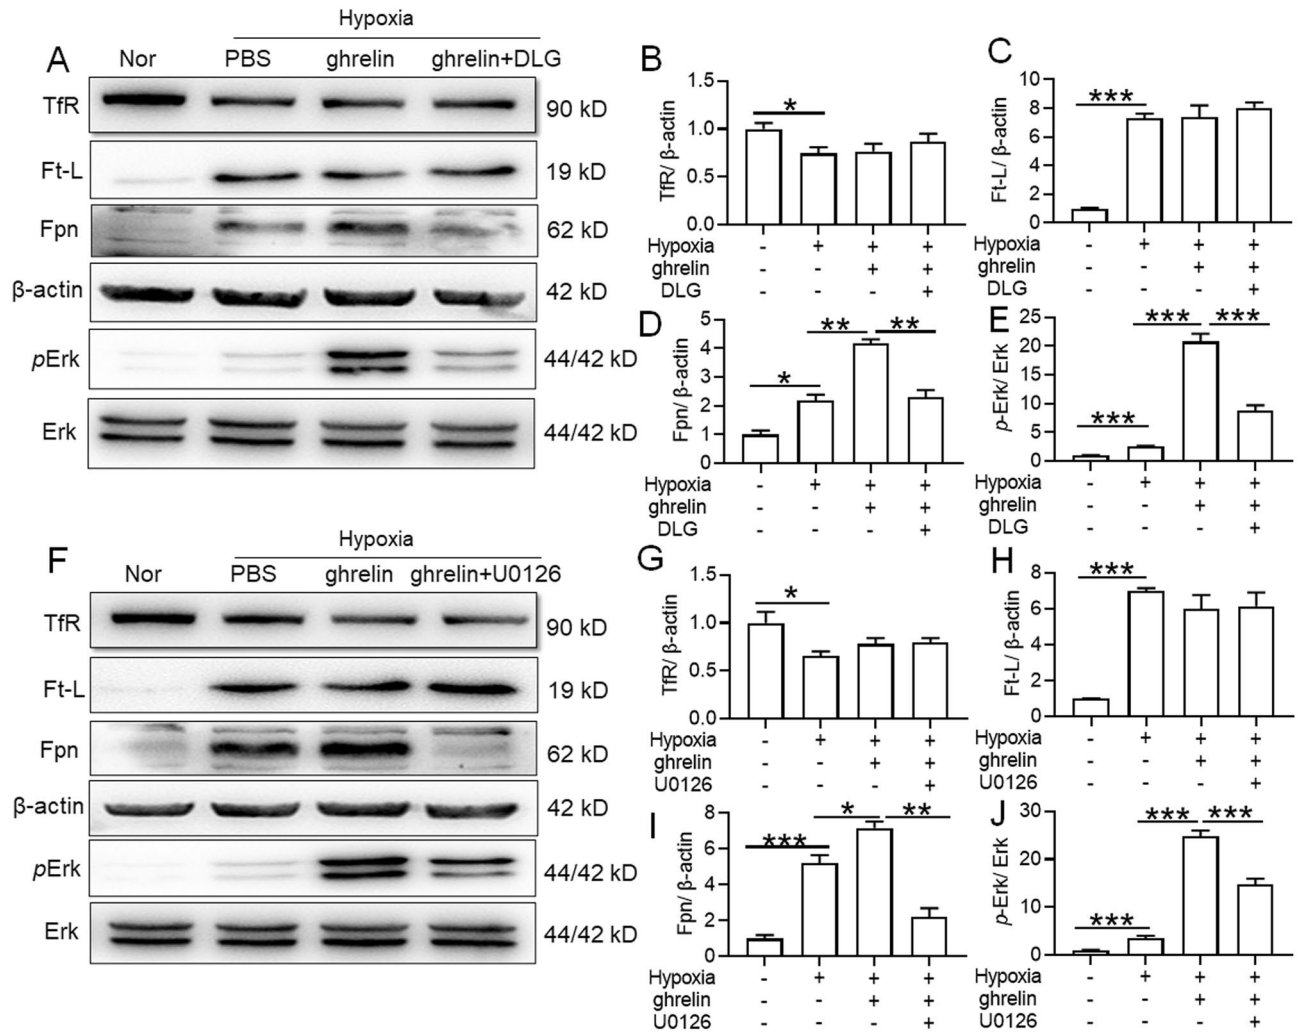 A
Hypoxia
Nor PBS ghrelin ghrelin+DLG
TfR 90 kD
Ft-L 19 kD
Fpn 62 kD
β-actin 42 kD
pErk 44/42 kD
Erk 44/42 kD
B
TfR/ β-actin
1.5
1.0
0.5
0.0
*
Hypoxia - + + +
ghrelin - - + +
DLG - - - +
C
Ft-L/ β-actin
10
8
6
4
2
0
***
Hypoxia - + + +
ghrelin - - + +
DLG - - - +
D
Fpn/ β-actin
5
4
3
2
1
0
* ** **
Hypoxia - + + +
ghrelin - - + +
DLG - - - +
E
p-Erk/ Erk
25
20
15
10
5
0
*** *** ***
Hypoxia - + + +
ghrelin - - + +
DLG - - - +
F
Hypoxia
Nor PBS ghrelin ghrelin+U0126
TfR 90 kD
Ft-L 19 kD
Fpn 62 kD
β-actin 42 kD
pErk 44/42 kD
Erk 44/42 kD
G
TfR/ β-actin
1.5
1.0
0.5
0.0
*
Hypoxia - + + +
ghrelin - - + +
U0126 - - - +
H
Ft-L/ β-actin
8
6
4
2
0
***
Hypoxia - + + +
ghrelin - - + +
U0126 - - - +
I
Fpn/ β-actin
8
6
4
2
0
*** * **
Hypoxia - + + +
ghrelin - - + +
U0126 - - - +
J
p-Erk/ Erk
30
20
10
0
*** *** ***
Hypoxia - + + +
ghrelin - - + +
U0126 - - - +